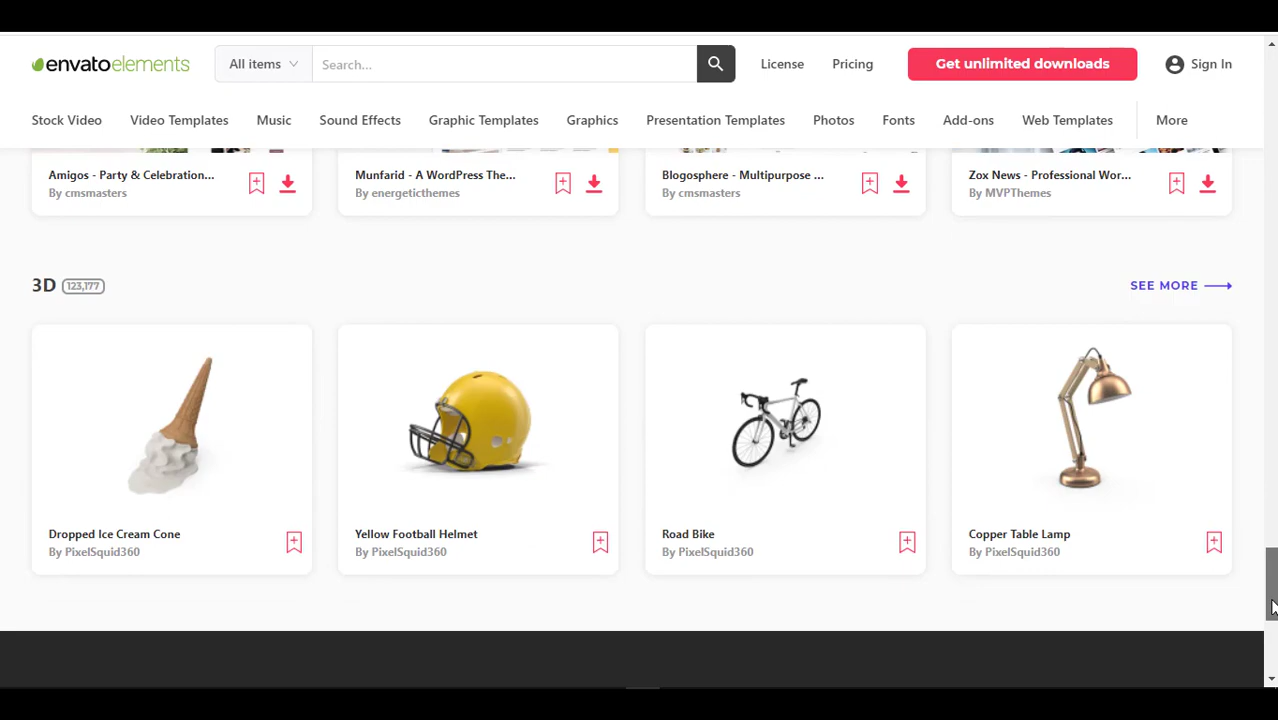 envatoelements
All items
Search...
License
Pricing
Get unlimited downloads
Sign In
Stock Video
Video Templates
Music
Sound Effects
Graphic Templates
Graphics
Presentation Templates
Photos
Fonts
Add-ons
Web Templates
More
Amigos - Party & Celebration...
By cmsmasters
Munfarid - A WordPress The...
By energeticthemes
Blogosphere - Multipurpose ...
By cmsmasters
Zox News - Professional Wor...
By MVPThemes
3D 123,177
SEE MORE
Dropped Ice Cream Cone
By PixelSquid360
Yellow Football Helmet
By PixelSquid360
Road Bike
By PixelSquid360
Copper Table Lamp
By PixelSquid360